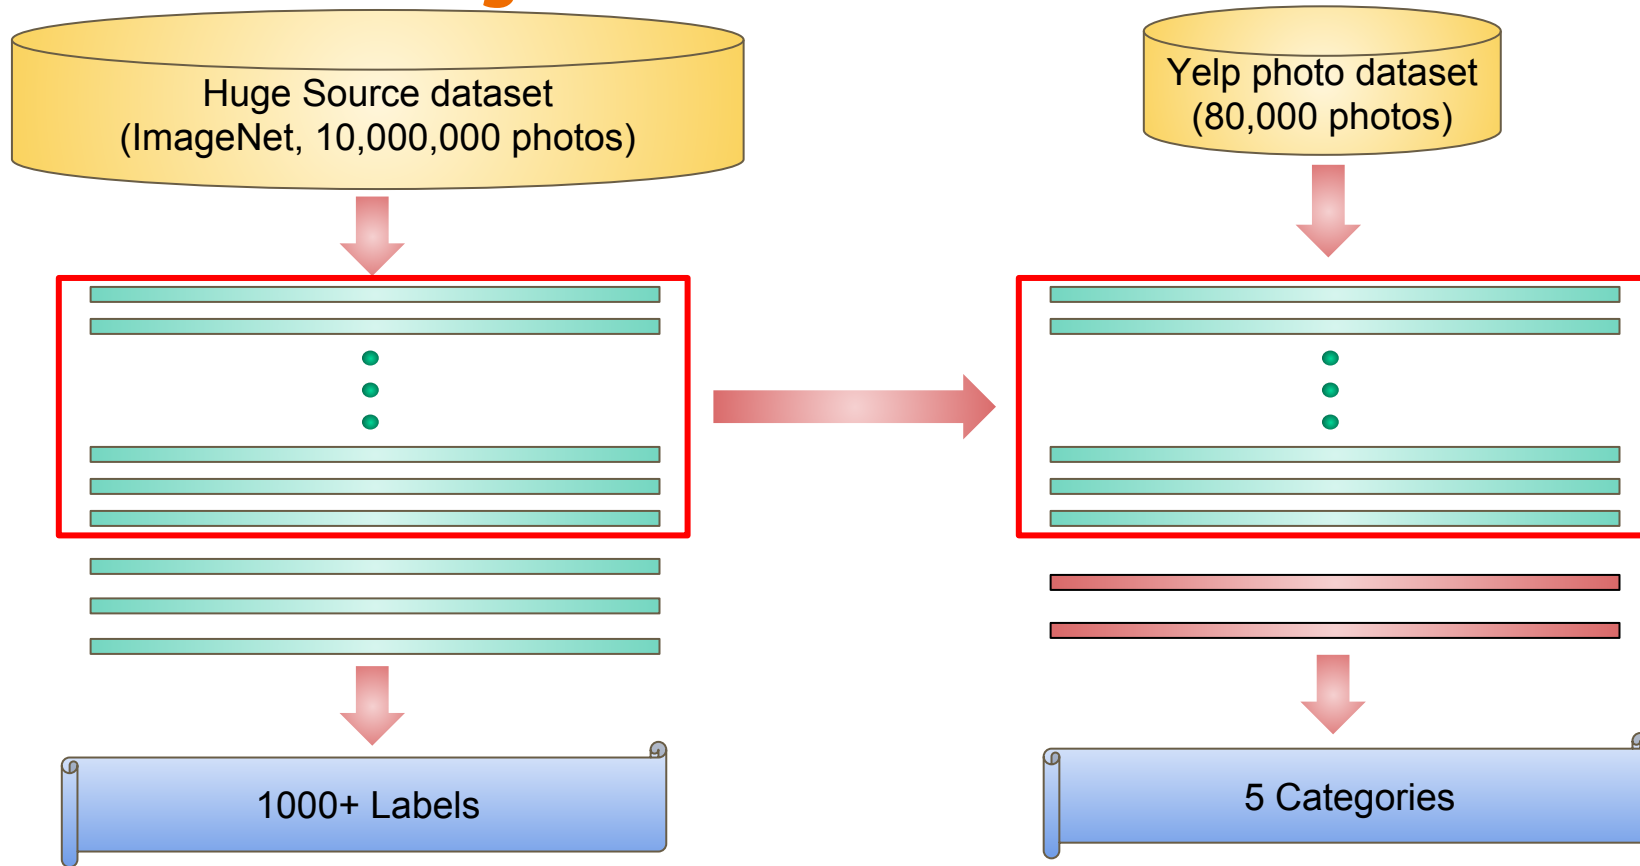 Huge Source dataset
(ImageNet, 10,000,000 photos)
Yelp photo dataset
(80,000 photos)
1000+ Labels
5 Categories